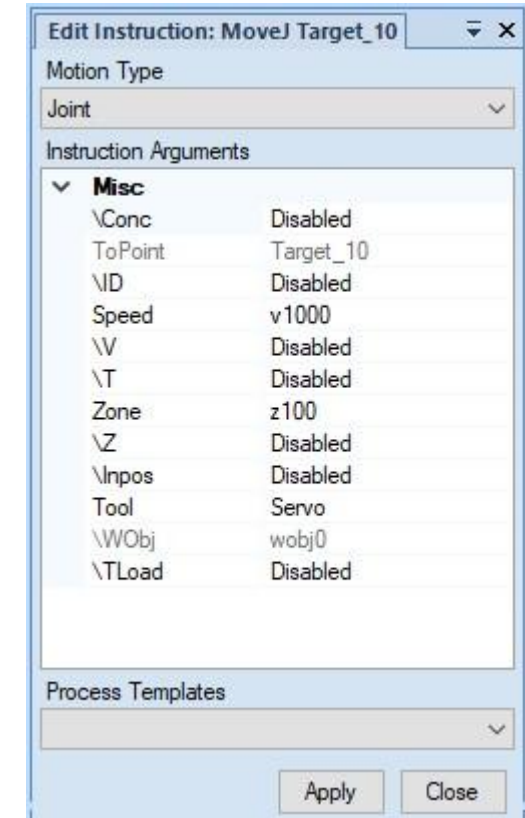 Edit Instruction: MoveJ Target_10
Motion Type
Joint
Instruction Arguments
Misc
\Conc Disabled
ToPoint Target_10
\ID Disabled
Speed v1000
\V Disabled
\T Disabled
Zone z100
\Z Disabled
\Inpos Disabled
Tool Servo
\WObj wobj0
\TLoad Disabled
Process Templates
Apply Close